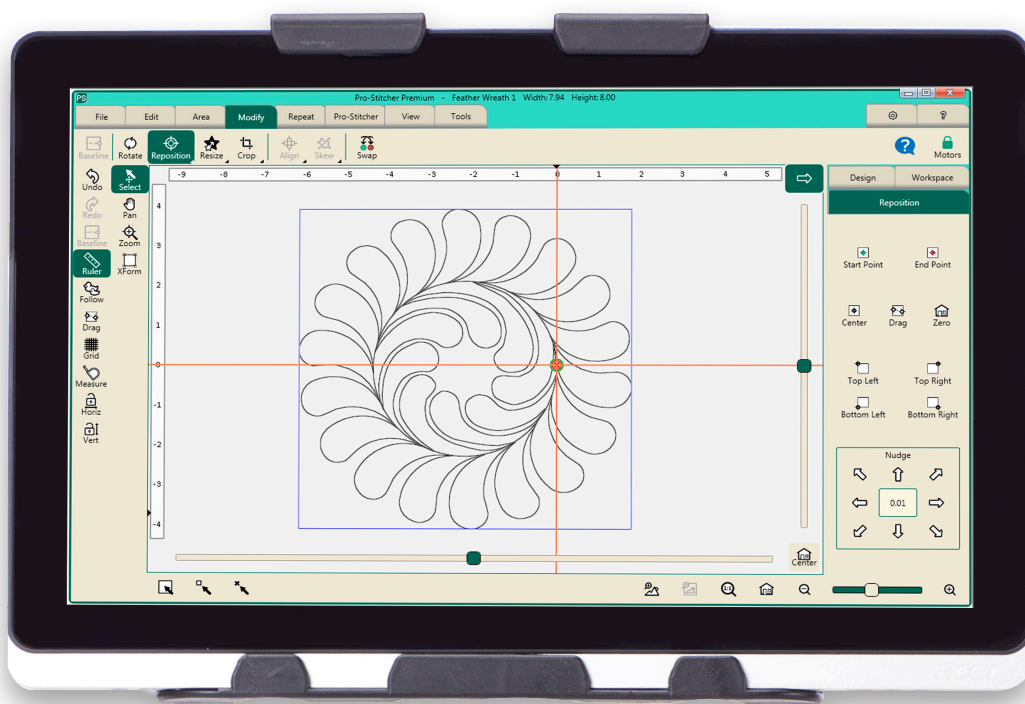 PS Pro-Stitcher Premium - Feather Wreath 1 Width:7.94 Height:8.00
File Edit Area Modify Repeat Pro-Stitcher View Tools ?
Baseline Rotate Reposition Resize Crop Align Skew Swap ? Motors
Undo Select
Redo Pan
Baseline Zoom
Ruler XForm
Follow
Drag
Grid
Measure
Horiz
Vert
-9 -8 -7 -6 -5 -4 -3 -2 -1 0 1 2 3 4 5
4
3
2
1
0
-1
-2
-3
-4
Center
1:1
Design Workspace
Reposition
Start Point End Point
Center Drag Zero
Top Left Top Right
Bottom Left Bottom Right
Nudge
0.01
acer